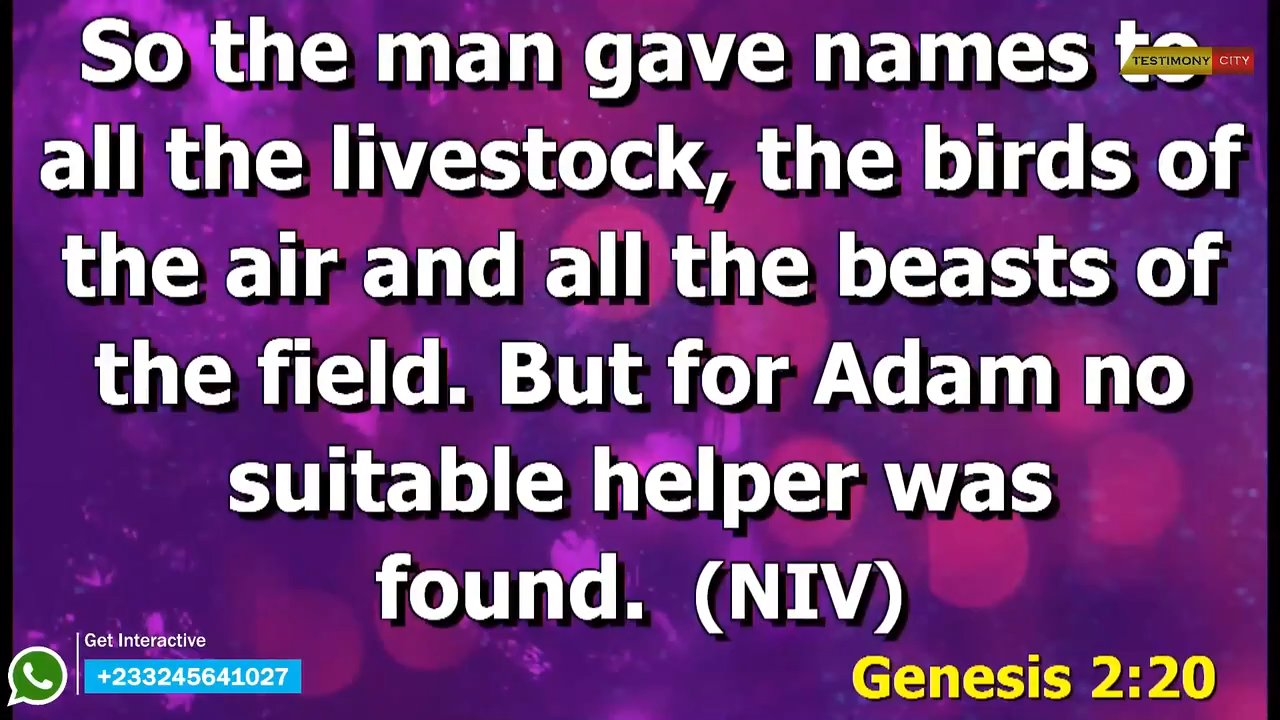 So the man gave names to
TESTIMONY CITY
all the livestock, the birds of
the air and all the beasts of
the field. But for Adam no
suitable helper was
found. (NIV)
Get Interactive
+233245641027
Genesis 2:20